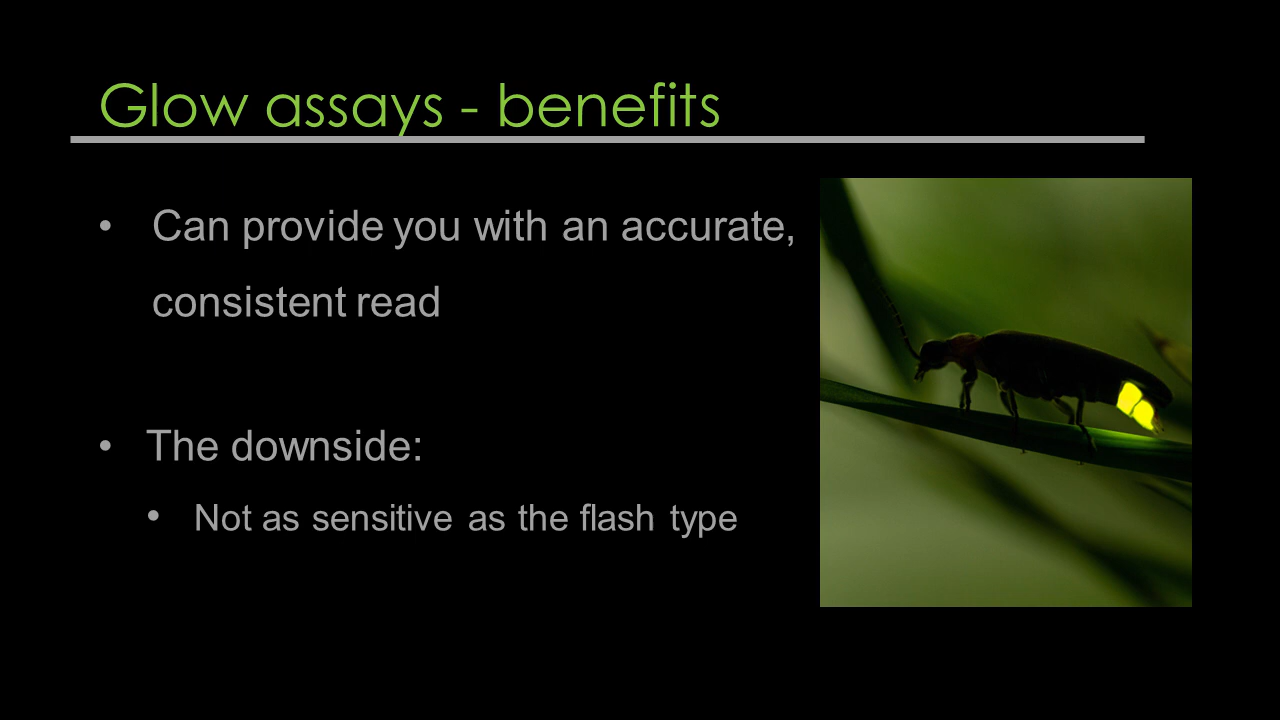 Glow assays - benefits
• Can provide you with an accurate,
consistent read
• The downside:
• Not as sensitive as the flash type